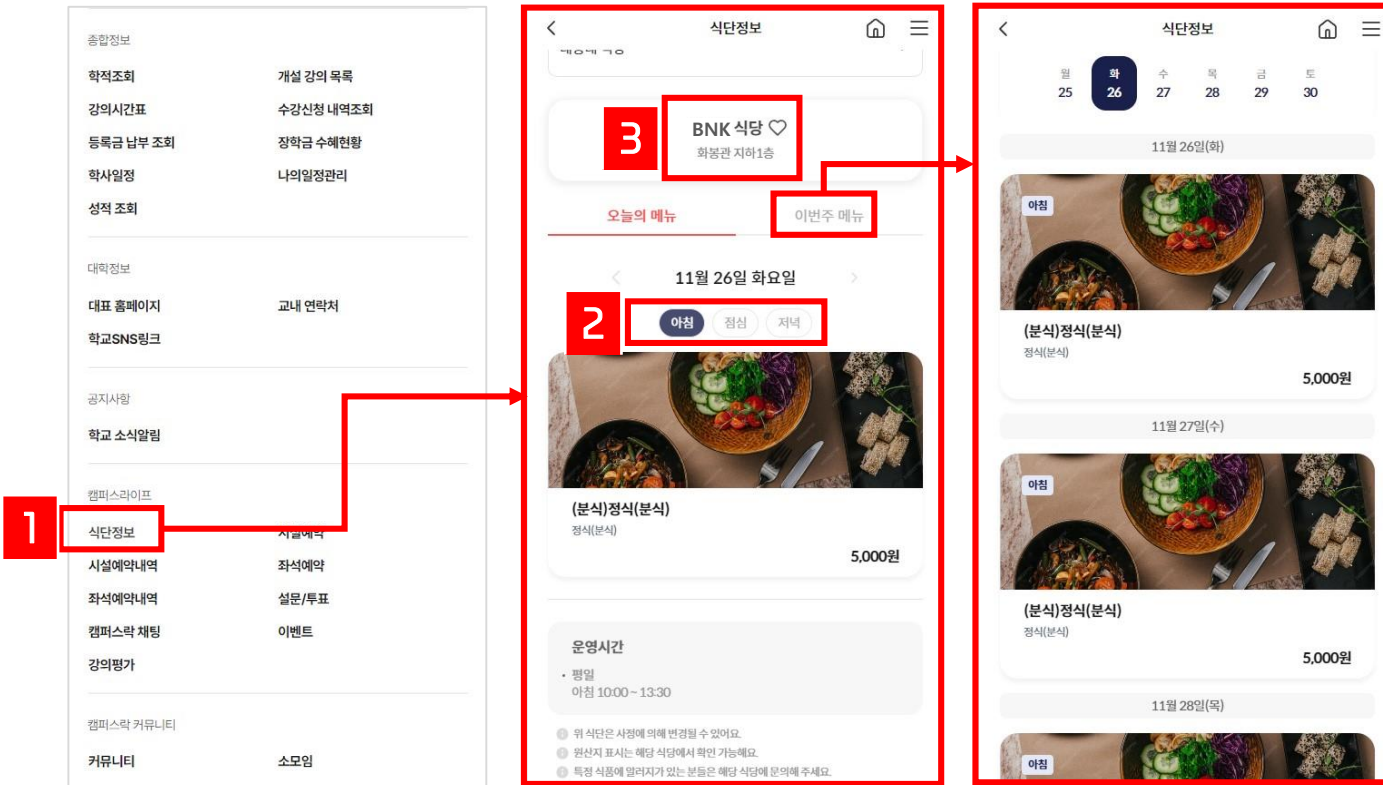 종합정보
학적조회 개설 강의 목록
강의시간표 수강신청 내역조회
등록금 납부 조회 장학금 수혜현황
학사일정 나의일정관리
성적 조회
대학정보
대표 홈페이지 교내 연락처
학교SNS링크
공지사항
학교 소식알림
캠퍼스라이프
1
식단정보 시설예약
시설예약내역 좌석예약
좌석예약내역 설문/투표
캠퍼스락 채팅 이벤트
강의평가
캠퍼스락 커뮤니티
커뮤니티 소모임
식단정보
3
BNK 식당
화봉관 지하1층
오늘의 메뉴 이번주 메뉴
11월 26일 화요일
2
아침 점심 저녁
(분식)정식(분식)
정식(분식)
5,000원
운영시간
· 평일
아침 10:00 ~ 13:30
위 식단은 사정에 의해 변경될 수 있어요.
원산지 표시는 해당 식당에서 확인 가능해요.
특정 식품에 알러지가 있는 분들은 해당 식당에 문의해 주세요.
식단정보
월 화 수 목 금 토
25 26 27 28 29 30
11월 26일(화)
아침
(분식)정식(분식)
정식(분식)
5,000원
11월 27일(수)
아침
(분식)정식(분식)
정식(분식)
5,000원
11월 28일(목)
아침